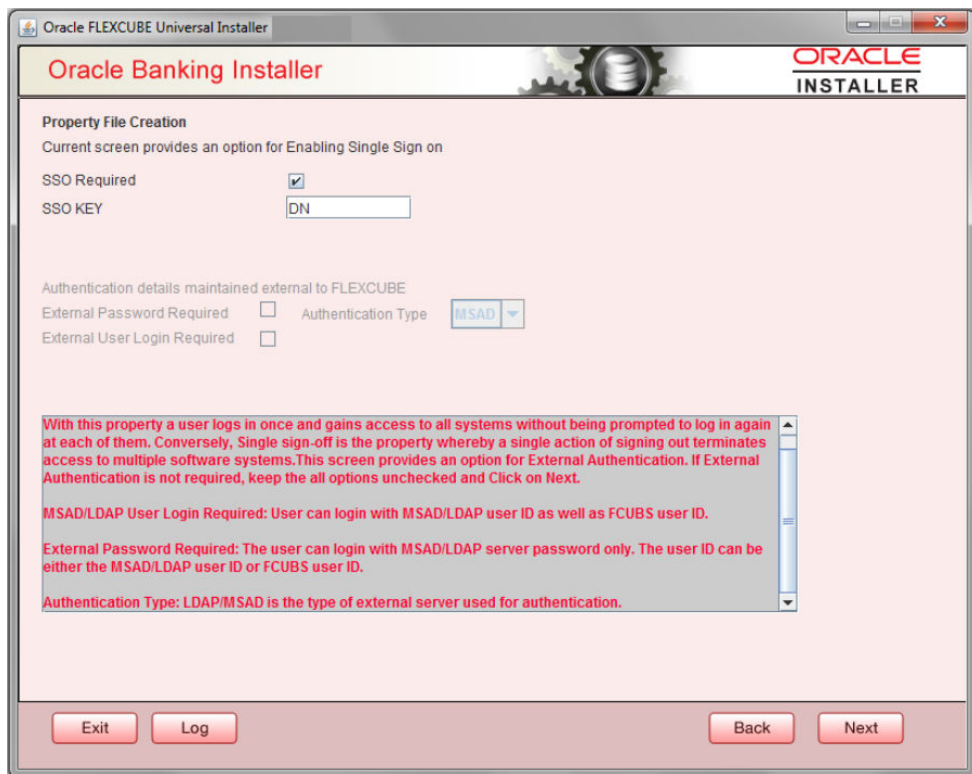 Oracle FLEXCUBE Universal Installer
Oracle Banking Installer
ORACLE
INSTALLER
Property File Creation
Current screen provides an option for Enabling Single Sign on
SSO Required
SSO KEY DN
Authentication details maintained external to FLEXCUBE
External Password Required Authentication Type MSAD
External User Login Required
With this property a user logs in once and gains access to all systems without being prompted to log in again
at each of them. Conversely, Single sign-off is the property whereby a single action of signing out terminates
access to multiple software systems.This screen provides an option for External Authentication. If External
Authentication is not required, keep the all options unchecked and Click on Next.
MSAD/LDAP User Login Required: User can login with MSAD/LDAP user ID as well as FCUBS user ID.
External Password Required: The user can login with MSAD/LDAP server password only. The user ID can be
either the MSAD/LDAP user ID or FCUBS user ID.
Authentication Type: LDAP/MSAD is the type of external server used for authentication.
Exit Log Back Next